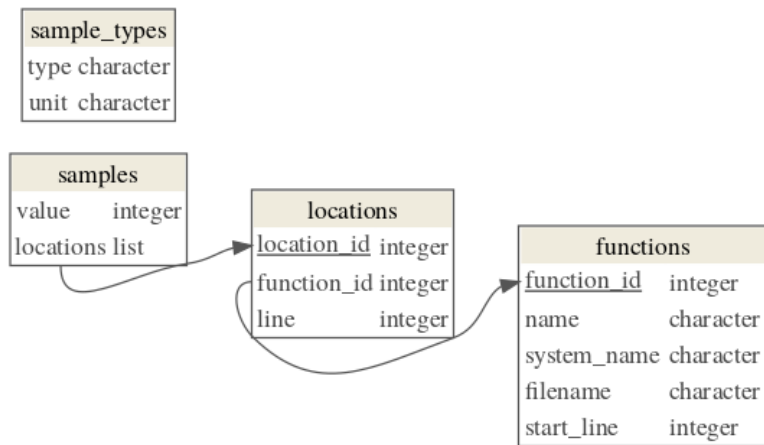 sample_types
type character
unit character
samples
value integer
locations list
locations
location_id integer
function_id integer
line integer
functions
function_id integer
name character
system_name character
filename character
start_line integer